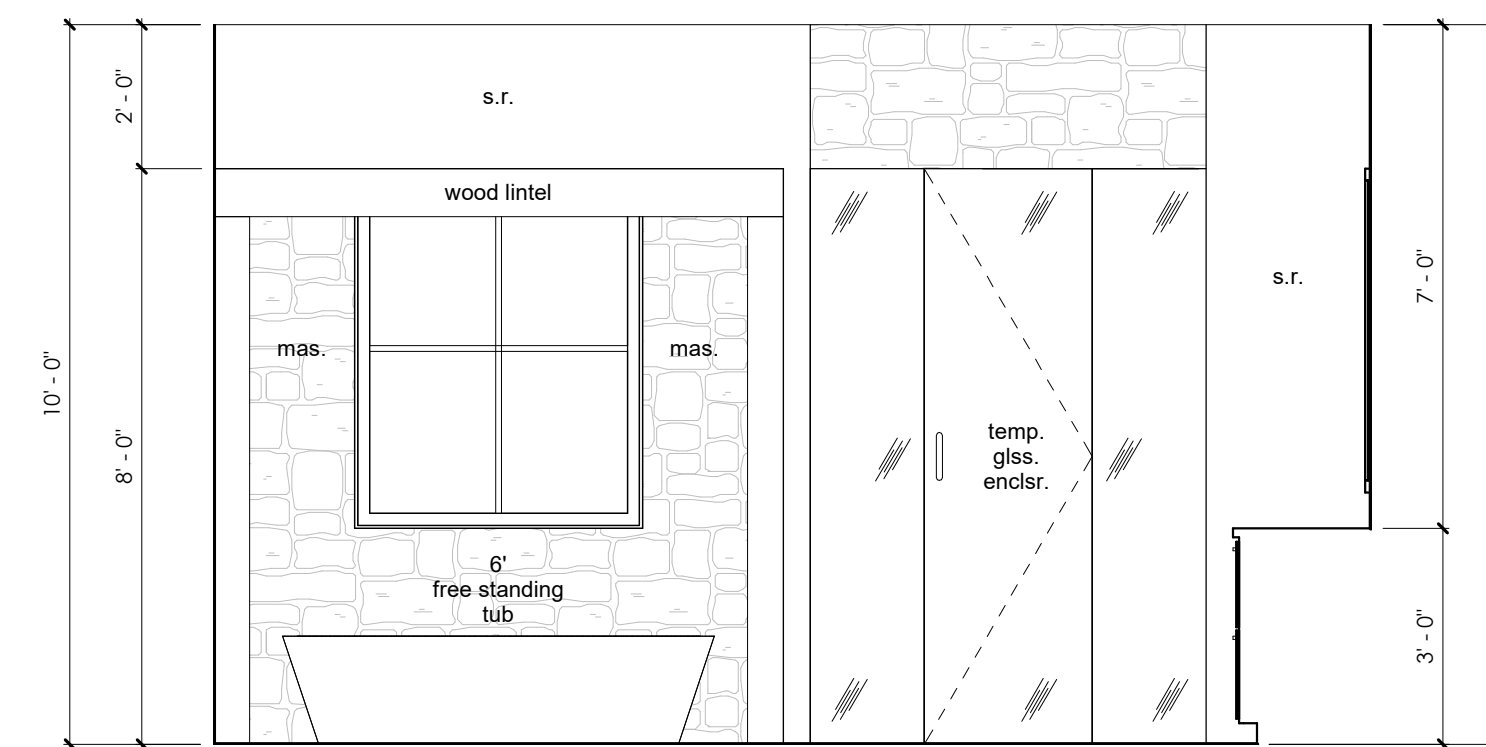 2' - 0"
s.r.
wood lintel
10' - 0"
8' - 0"
mas.
mas.
6'
free standing
tub
temp.
glss.
enclsr.
s.r.
7' - 0"
3' - 0"